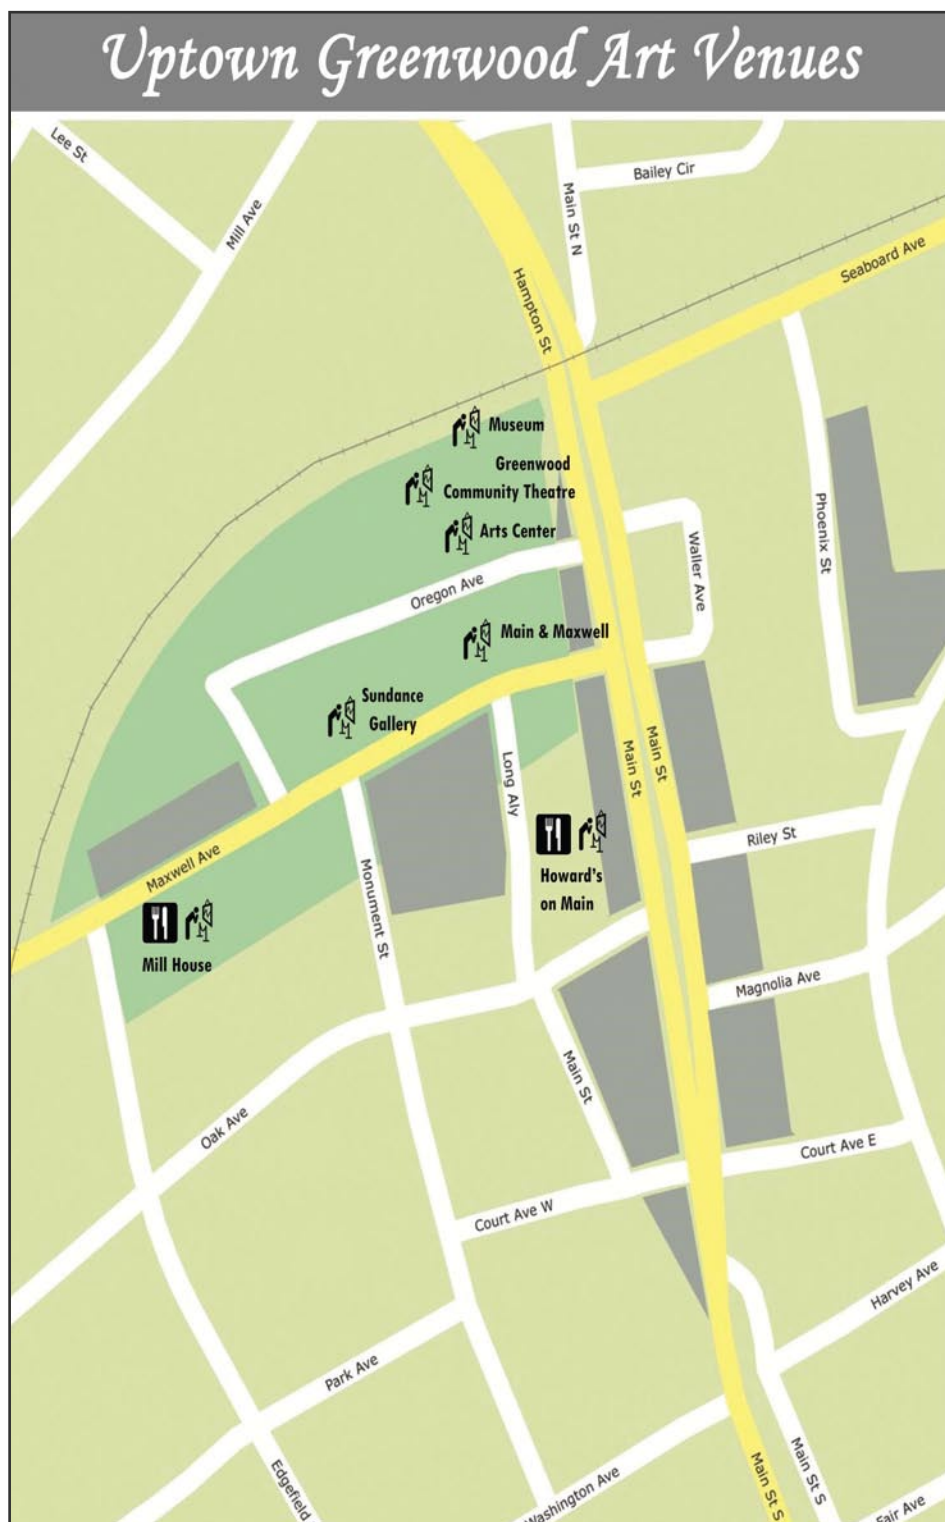 Uptown Greenwood Art Venues
Lee St
Mill Ave
Main St N
Bailey Cir
Seaboard Ave
Hampton St
Museum
Greenwood
Community Theatre
Arts Center
Phoenix St
Waller Ave
Oregon Ave
Main & Maxwell
Sundance
Gallery
Long Aly
Main St
Main St
Maxwell Ave
Riley St
Howard's
on Main
Monument St
Mill House
Magnolia Ave
Main St
Oak Ave
Court Ave E
Court Ave W
Harvey Ave
Park Ave
Edgefield
Washington Ave
Main St S
Main St S
Fair Ave